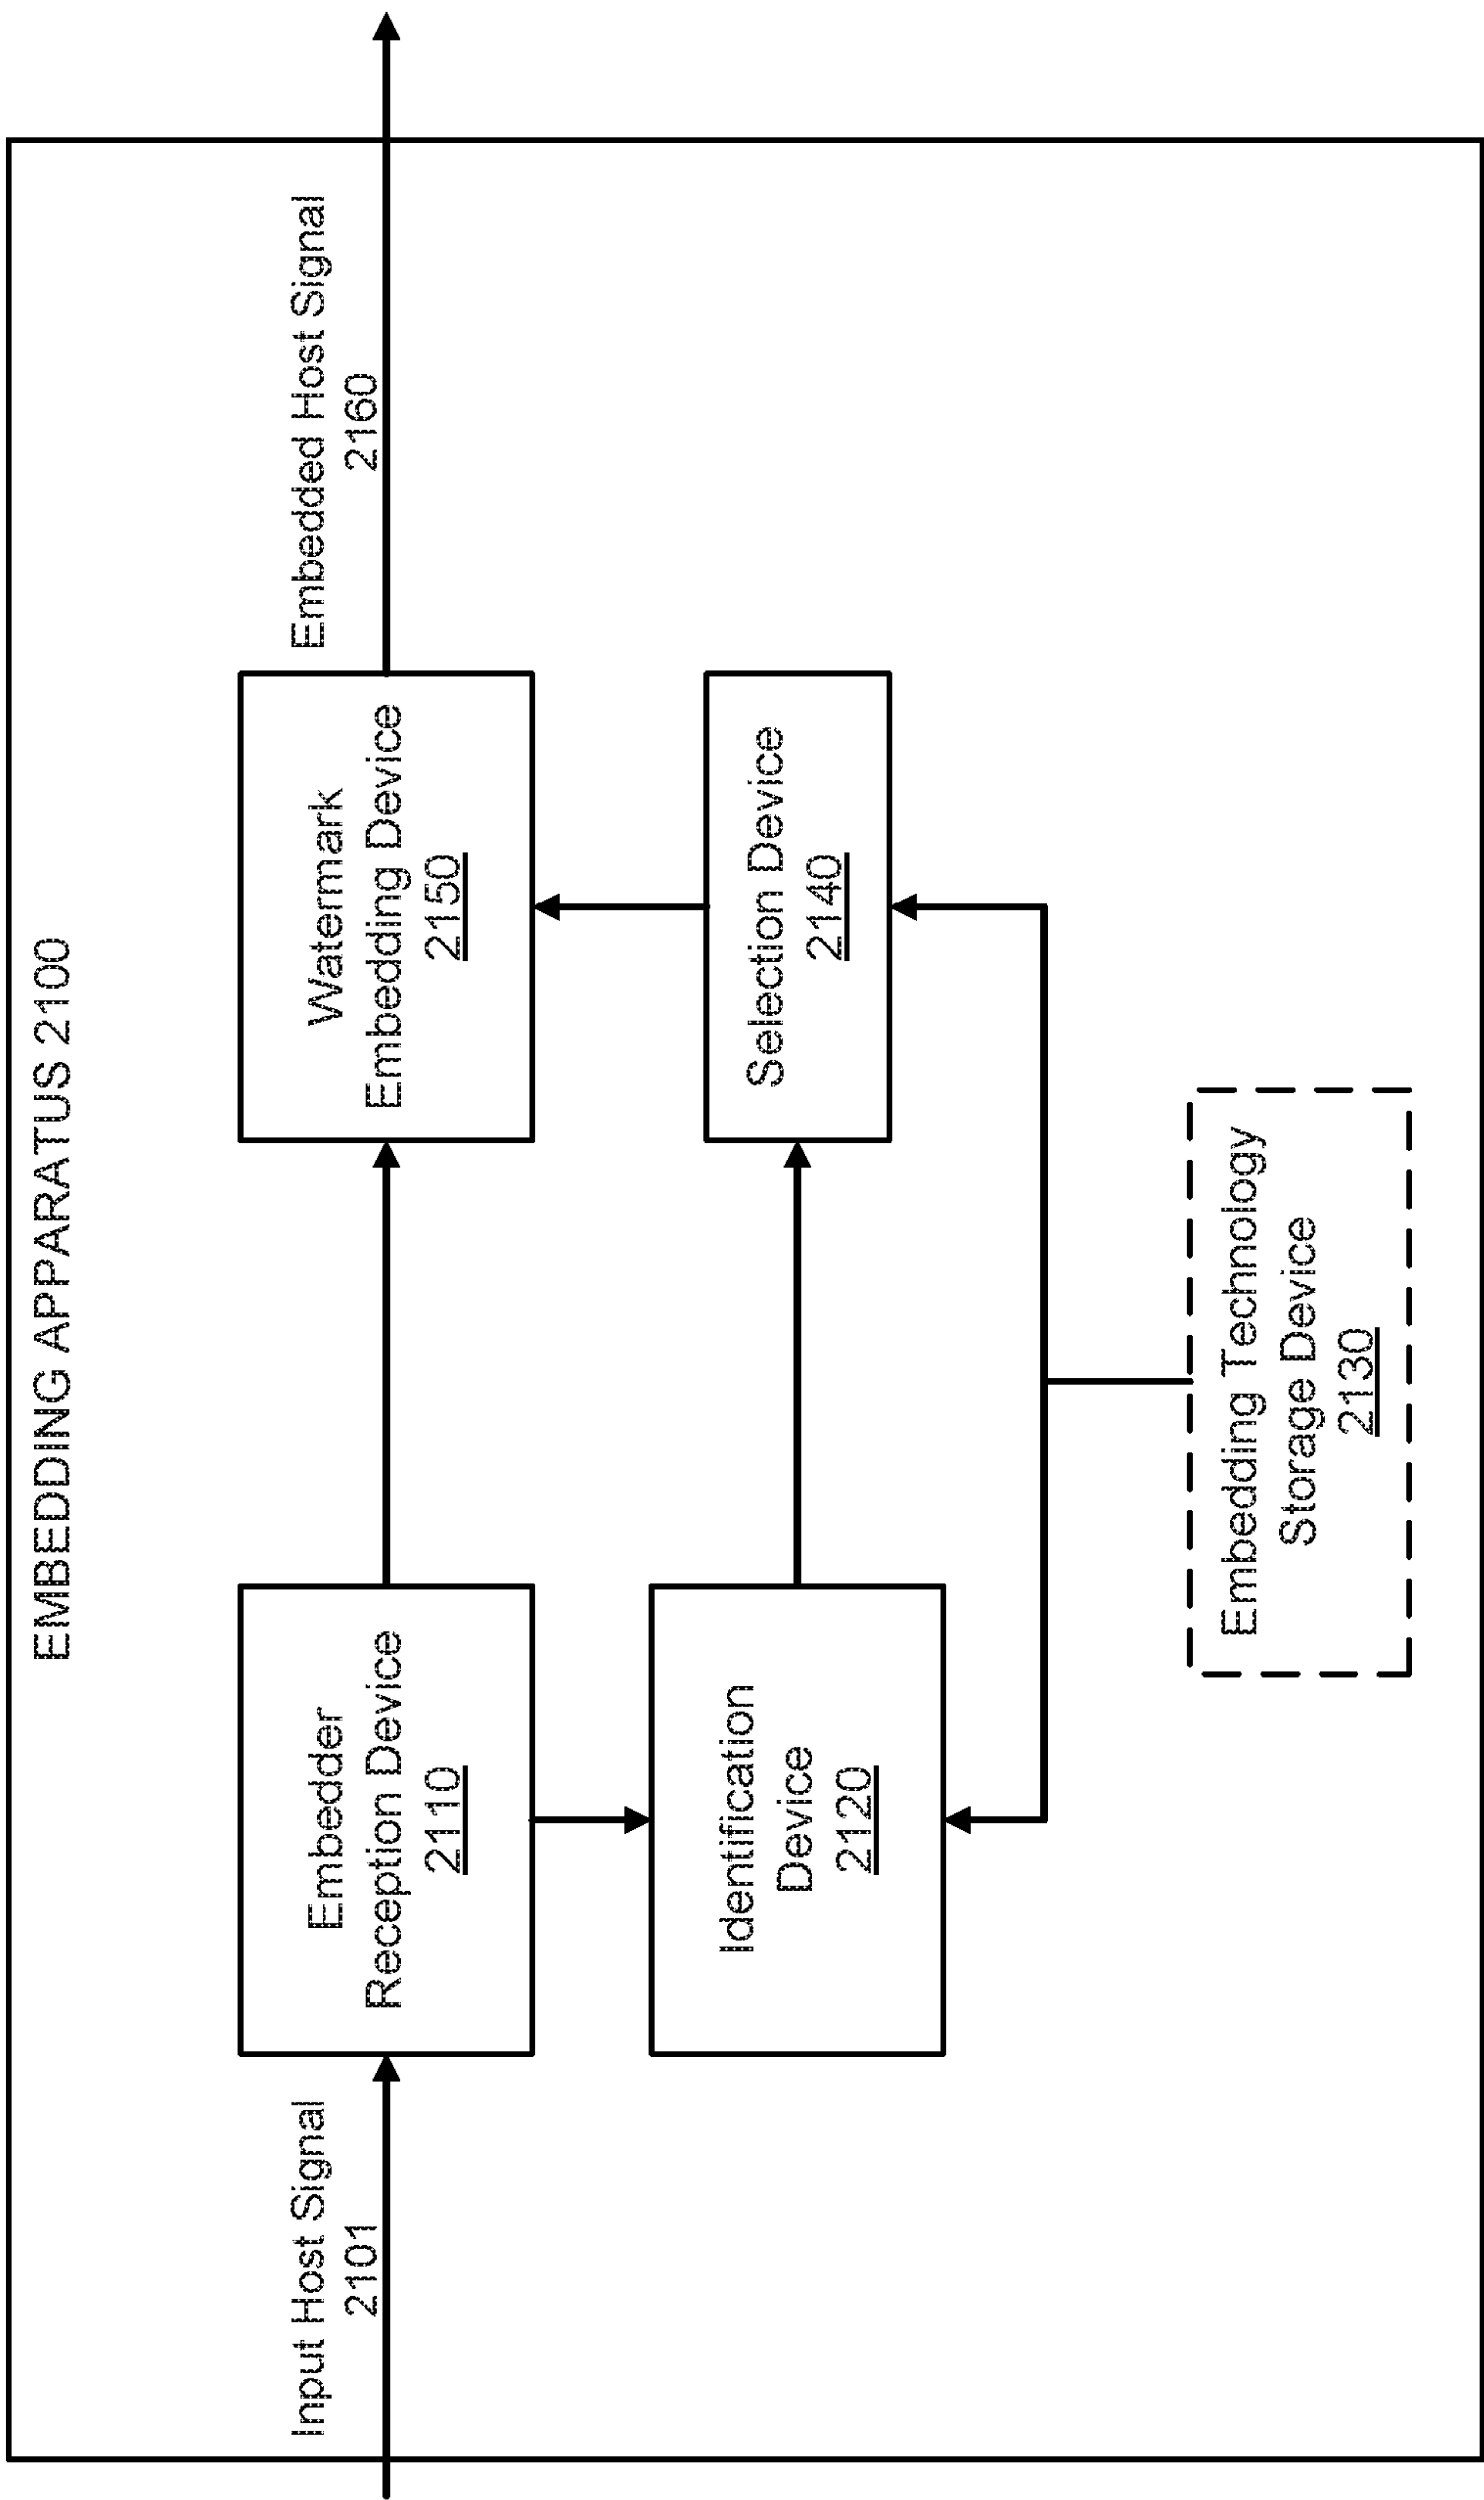 EMBEDDING APPARATUS 2100
Input Host Signal
2101
Embedder
Reception Device
2110
Watermark
Embedding Device
2150
Embedded Host Signal
2160
Identification
Device
2120
Selection Device
2140
Embedding Technology
Storage Device
2130